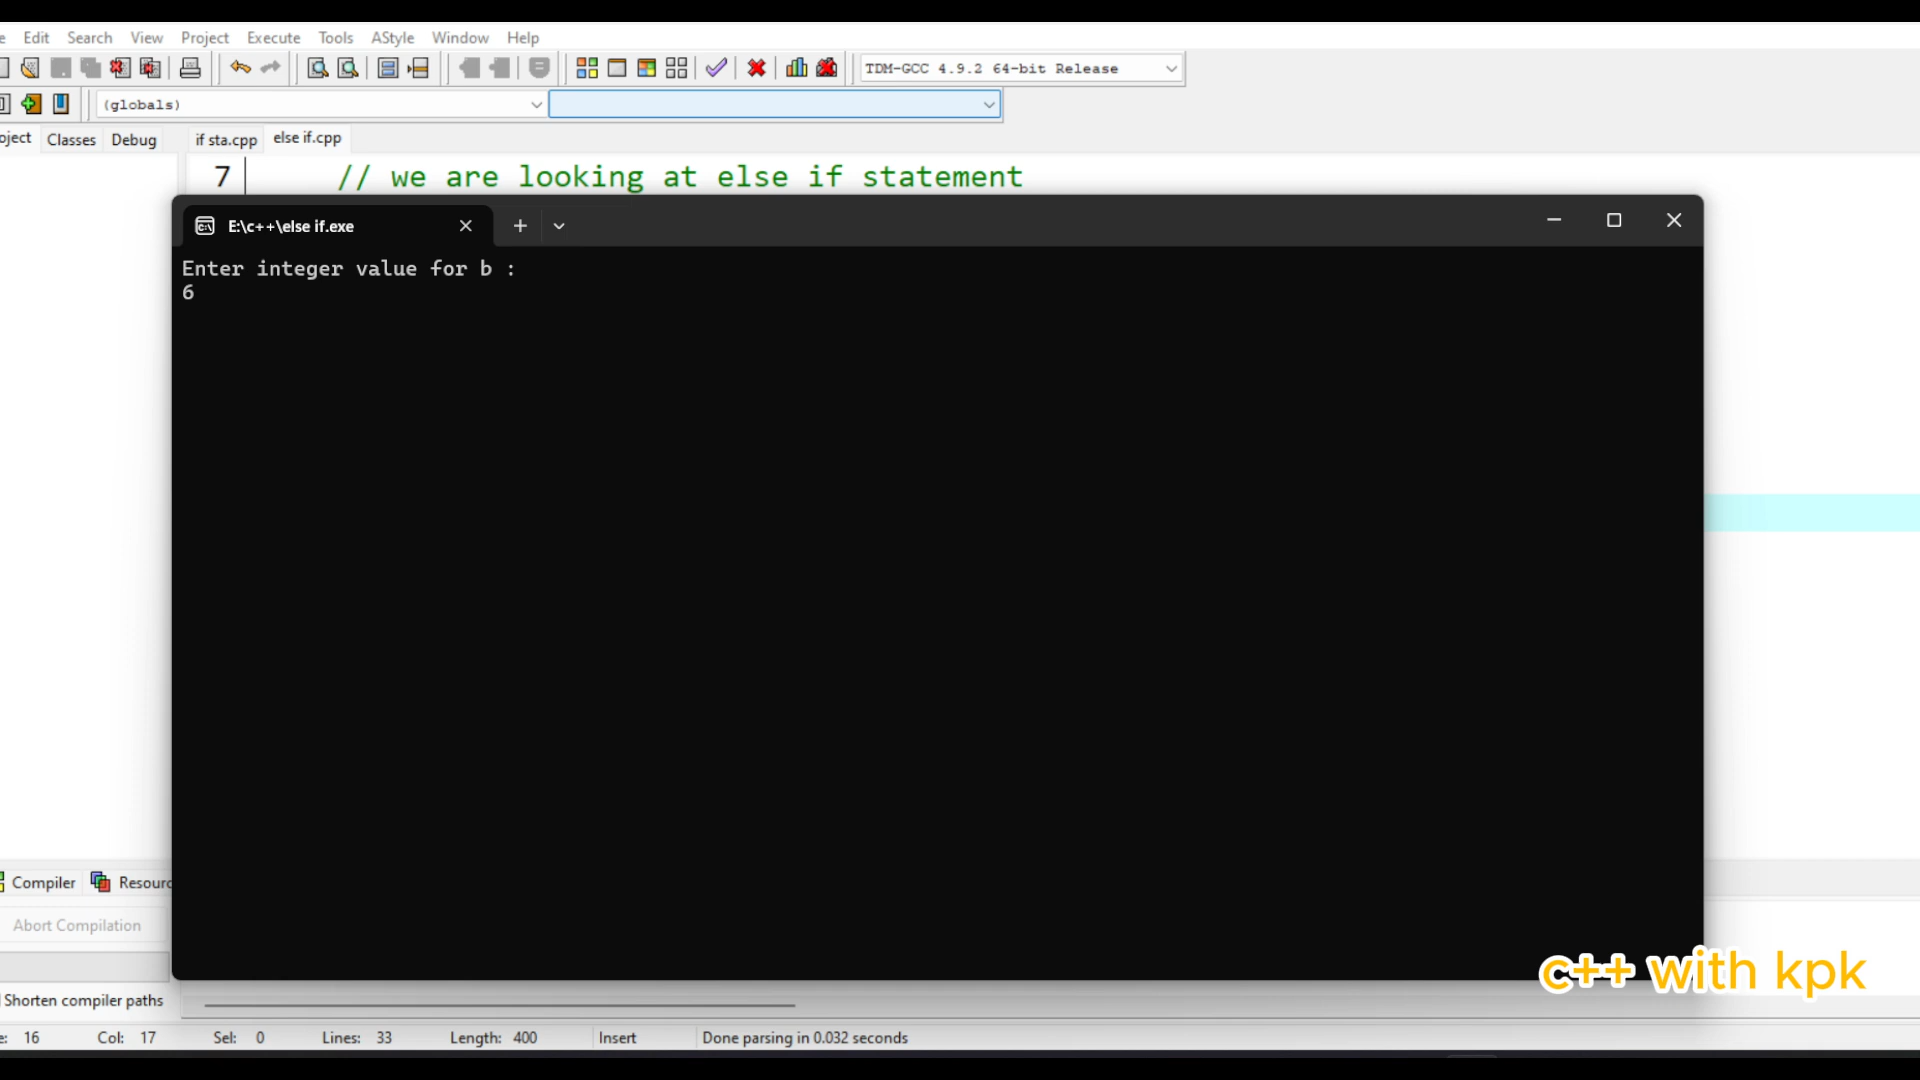 Edit Search View Project Execute Tools AStyle Window Help
TDM-GCC 4.9.2 64-bit Release
(globals)
oject Classes Debug if sta.cpp else if.cpp
7 // we are looking at else if statement
E:\c++\else if.exe
Enter integer value for b :
6
Compiler Resourc
Abort Compilation
c++ with kpk
Shorten compiler paths
e: 16 Col: 17 Sel: 0 Lines: 33 Length: 400 Insert Done parsing in 0.032 seconds